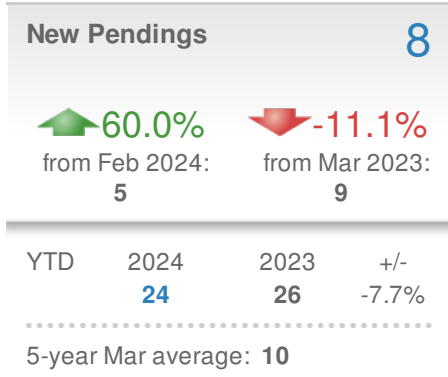 New Pendings 8
60.0% -11.1%
from Feb 2024: from Mar 2023:
5 9
YTD 2024 2023 +/-
24 26 -7.7%
5-year Mar average: 10